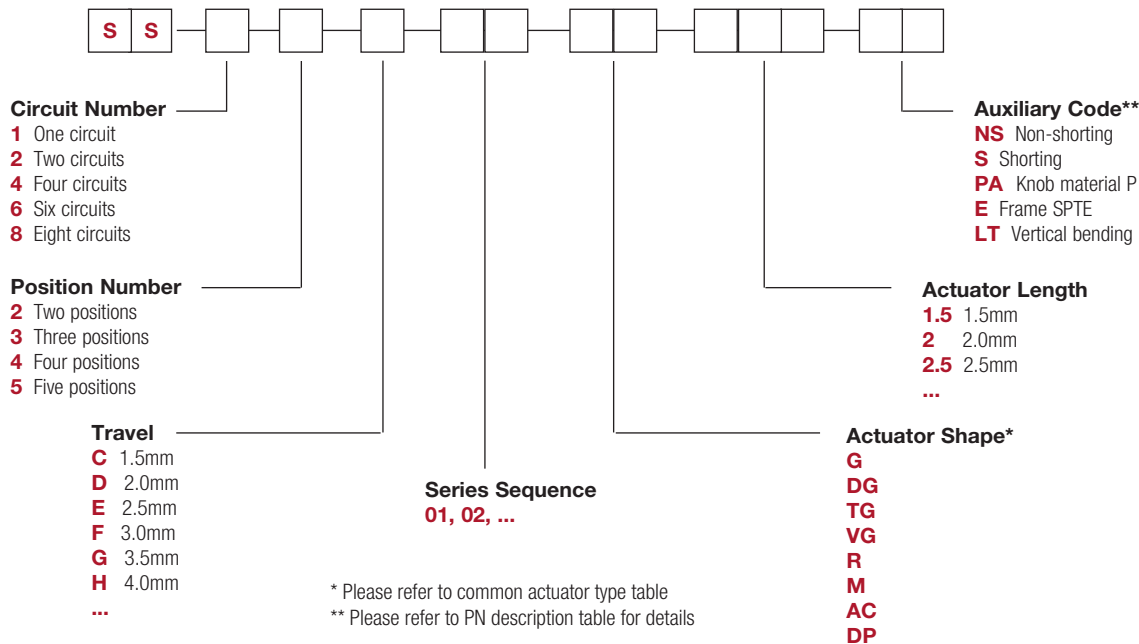 S S
Circuit Number
1 One circuit
2 Two circuits
4 Four circuits
6 Six circuits
8 Eight circuits
Position Number
2 Two positions
3 Three positions
4 Four positions
5 Five positions
Travel
C 1.5mm
D 2.0mm
E 2.5mm
F 3.0mm
G 3.5mm
H 4.0mm
...
Series Sequence
01, 02, ...
* Please refer to common actuator type table
** Please refer to PN description table for details
Auxiliary Code**
NS Non-shorting
S Shorting
PA Knob material P
E Frame SPTE
LT Vertical bending
Actuator Length
1.5 1.5mm
2 2.0mm
2.5 2.5mm
...
Actuator Shape*
G
DG
TG
VG
R
M
AC
DP